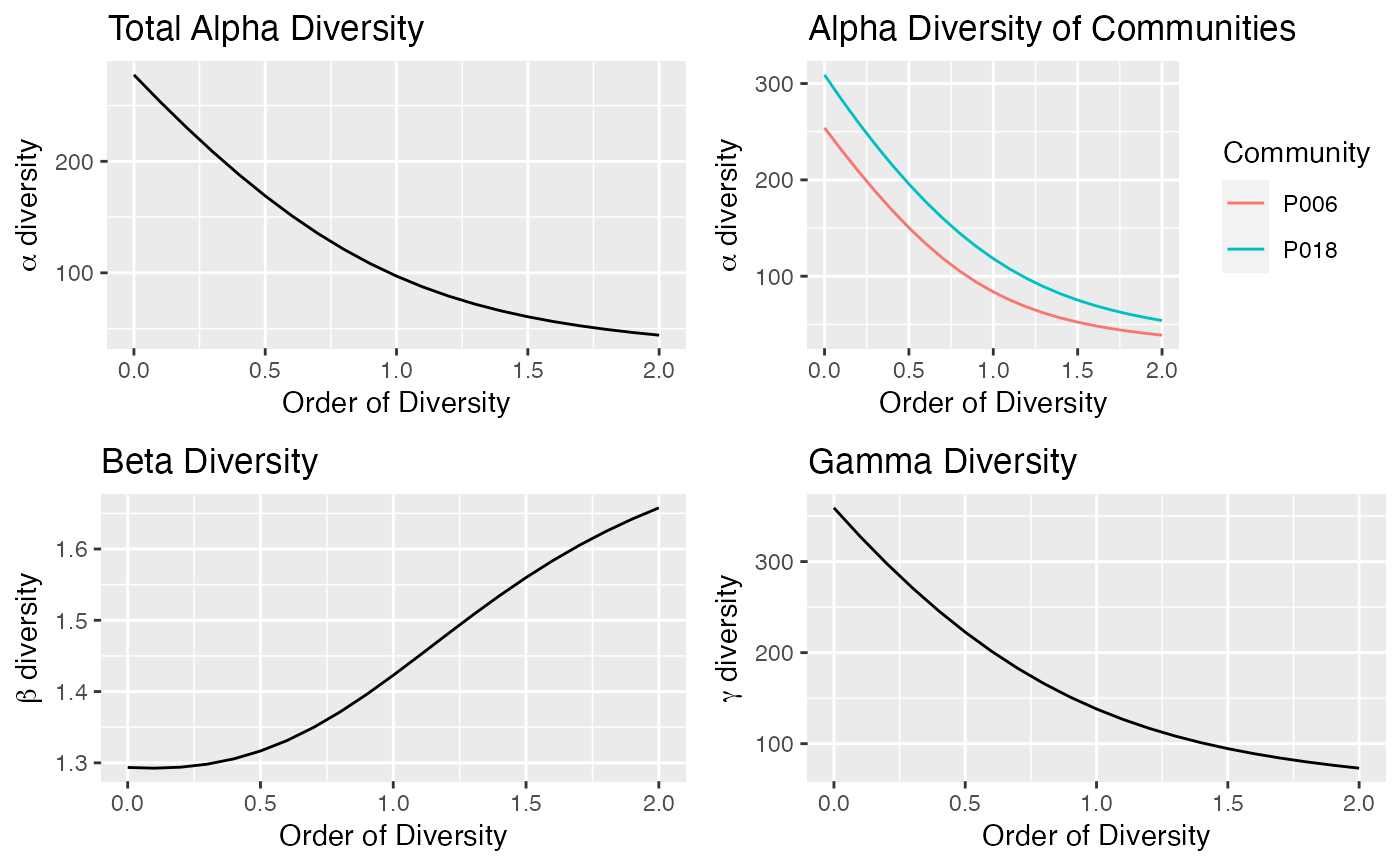 Total Alpha Diversity
α diversity
200
100
0.0 0.5 1.0 1.5 2.0
Order of Diversity
Alpha Diversity of Communities
α diversity
300
200
100
0.0 0.5 1.0 1.5 2.0
Order of Diversity
Community
P006
P018
Beta Diversity
β diversity
1.6
1.5
1.4
1.3
0.0 0.5 1.0 1.5 2.0
Order of Diversity
Gamma Diversity
γ diversity
300
200
100
0.0 0.5 1.0 1.5 2.0
Order of Diversity